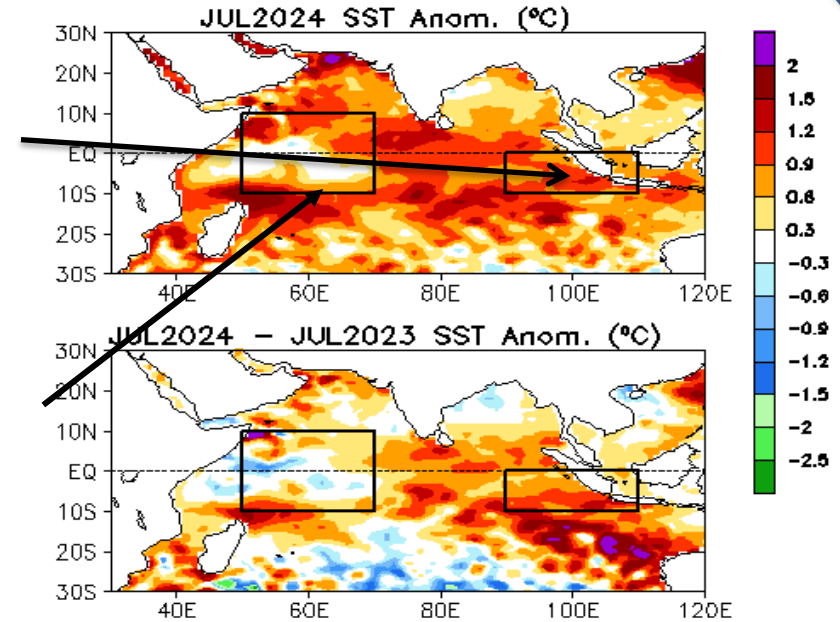 JUL2024 SST Anom. (ºC)
30N
20N
10N
EQ
10S
20S
30S
40E 60E 80E 100E 120E
JUL2024 - JUL2023 SST Anom. (ºC)
30N
20N
10N
EQ
10S
20S
30S
40E 60E 80E 100E 120E
2
1.5
1.2
0.9
0.6
0.3
-0.3
-0.6
-0.9
-1.2
-1.5
-2
-2.5